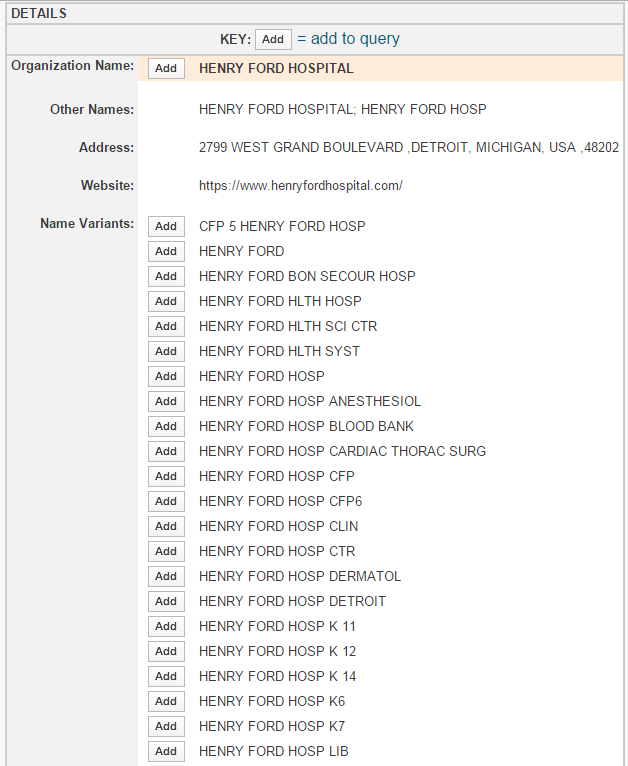 DETAILS
KEY: Add = add to query
Organization Name: Add HENRY FORD HOSPITAL
Other Names: HENRY FORD HOSPITAL; HENRY FORD HOSP
Address: 2799 WEST GRAND BOULEVARD ,DETROIT, MICHIGAN, USA ,48202
Website: https://www.henryfordhospital.com/
Name Variants: Add CFP 5 HENRY FORD HOSP
Add HENRY FORD
Add HENRY FORD BON SECOUR HOSP
Add HENRY FORD HLTH HOSP
Add HENRY FORD HLTH SCI CTR
Add HENRY FORD HLTH SYST
Add HENRY FORD HOSP
Add HENRY FORD HOSP ANESTHESIOL
Add HENRY FORD HOSP BLOOD BANK
Add HENRY FORD HOSP CARDIAC THORAC SURG
Add HENRY FORD HOSP CFP
Add HENRY FORD HOSP CFP6
Add HENRY FORD HOSP CLIN
Add HENRY FORD HOSP CTR
Add HENRY FORD HOSP DERMATOL
Add HENRY FORD HOSP DETROIT
Add HENRY FORD HOSP K 11
Add HENRY FORD HOSP K 12
Add HENRY FORD HOSP K 14
Add HENRY FORD HOSP K6
Add HENRY FORD HOSP K7
Add HENRY FORD HOSP LIB